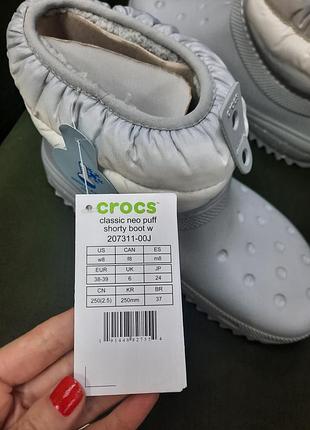 crocs
crocs™
classic neo puff
shorty boot w
207311-00J
US CAN ES
w8 f8 m8
EUR UK JP
38-39 6 24
CN KR BR
250(2.5) 250mm 37